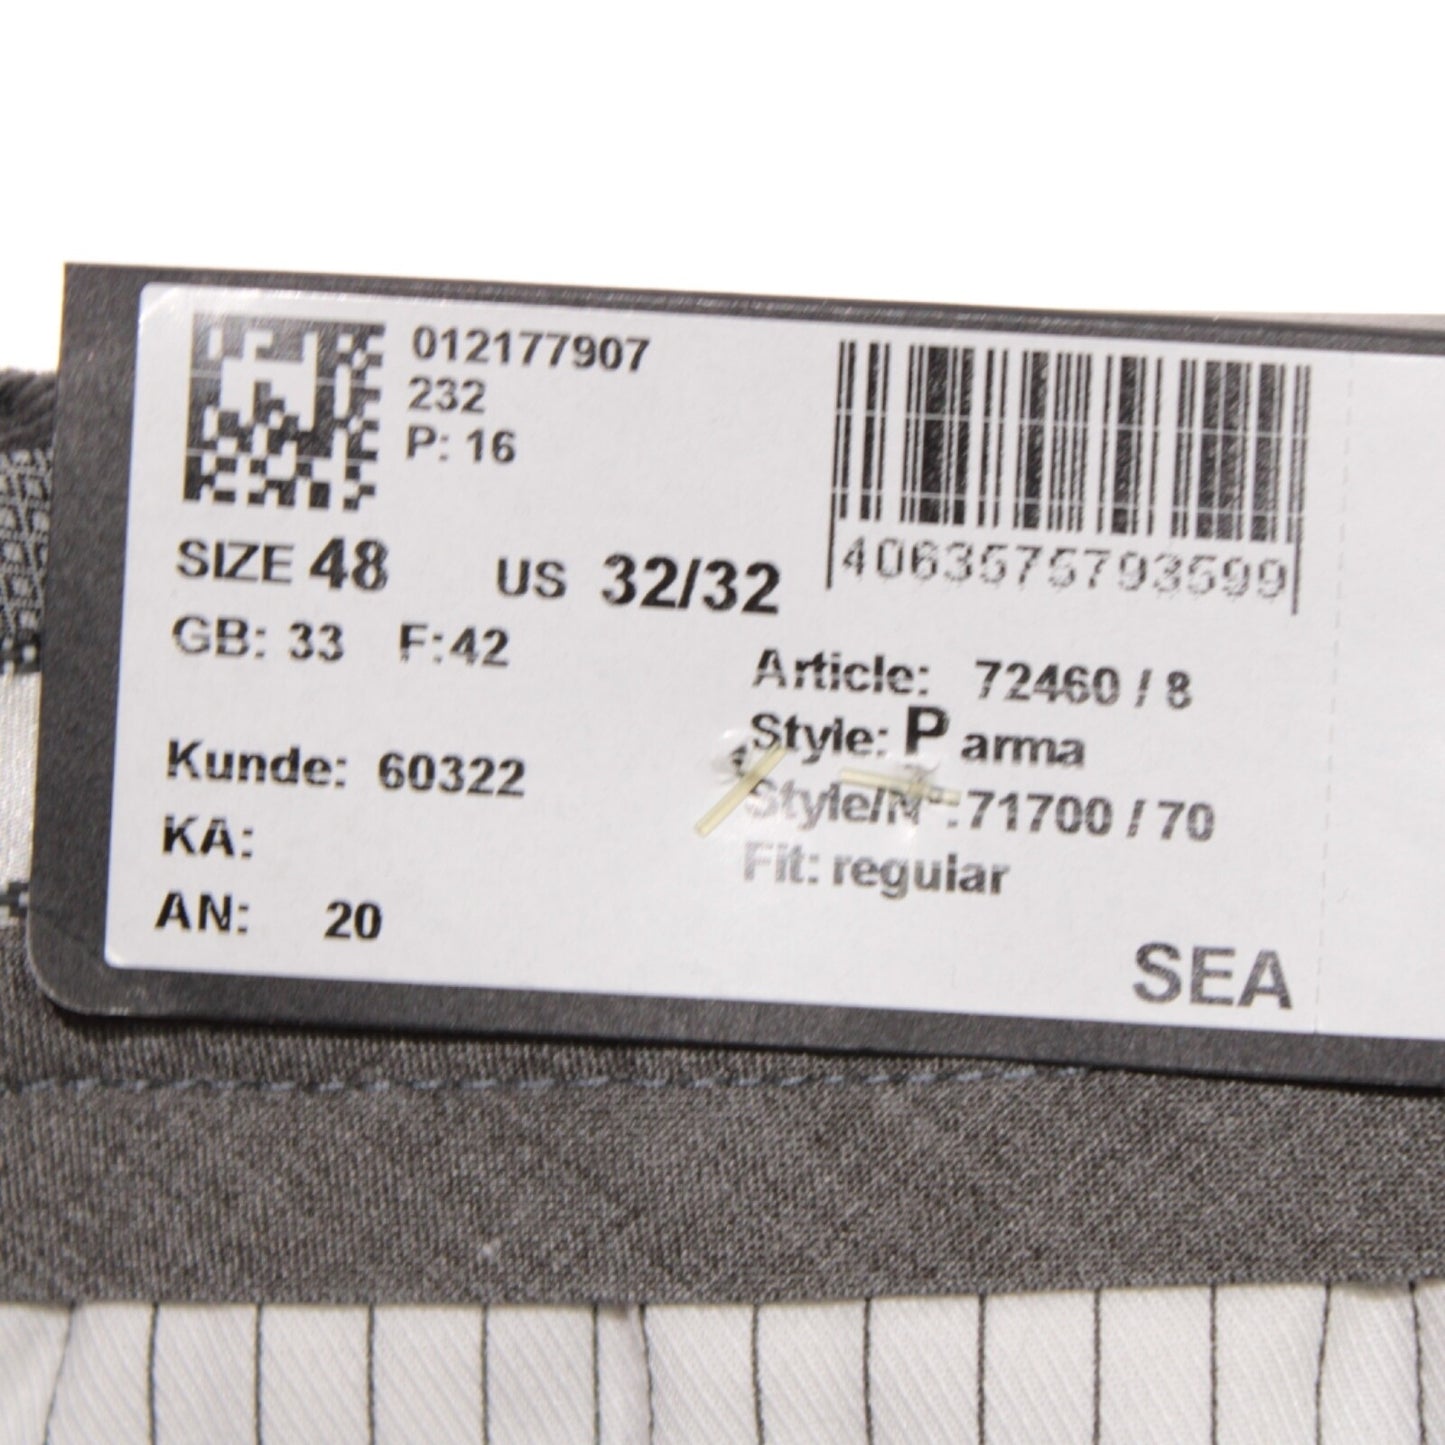 012177907
232
P: 16
4063575793599
SIZE 48 US 32/32
GB: 33 F:42
Article: 72460 / 8
Style: Parma
Style/N°:71700 / 70
Fit: regular
Kunde: 60322
KA:
AN: 20
SEA